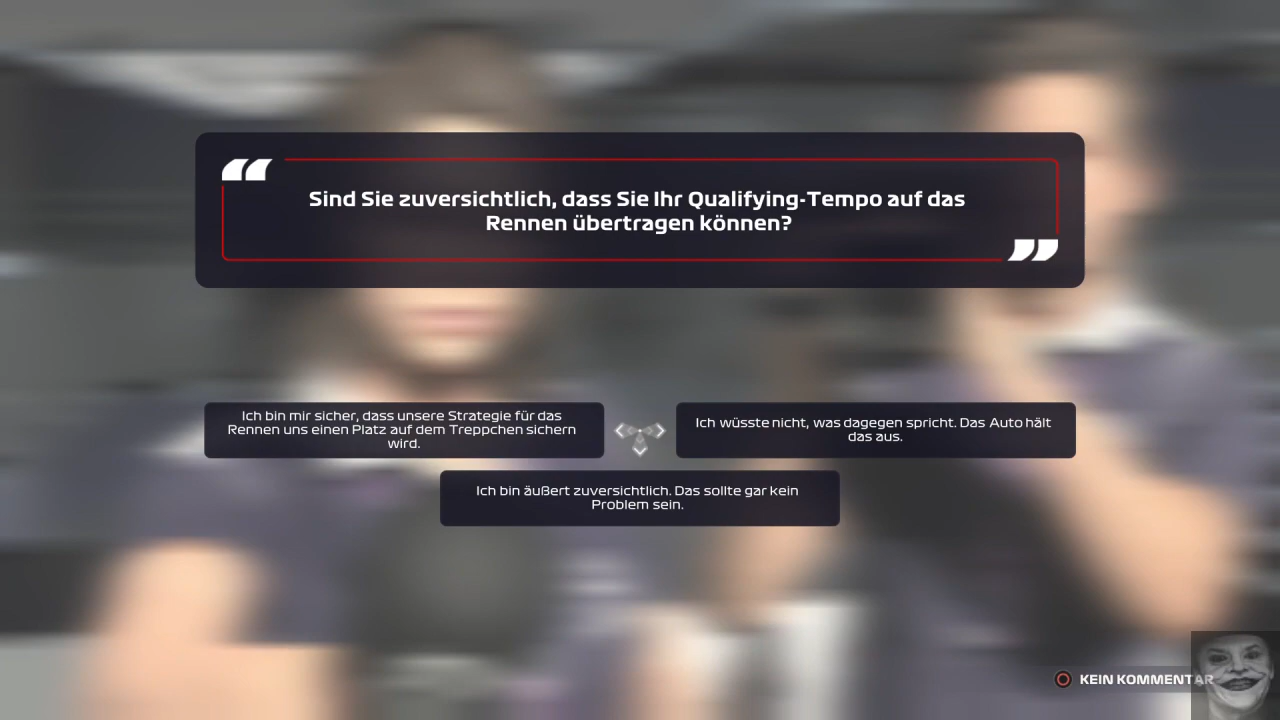 Sind Sie zuversichtlich, dass Sie Ihr Qualifying-Tempo auf das
Rennen übertragen können?
Ich bin mir sicher, dass unsere Strategie für das
Rennen uns einen Platz auf dem Treppchen sichern
wird.
Ich wüsste nicht, was dagegen spricht. Das Auto hält
das aus.
Ich bin äußert zuversichtlich. Das sollte gar kein
Problem sein.
KEIN KOMMENTAR